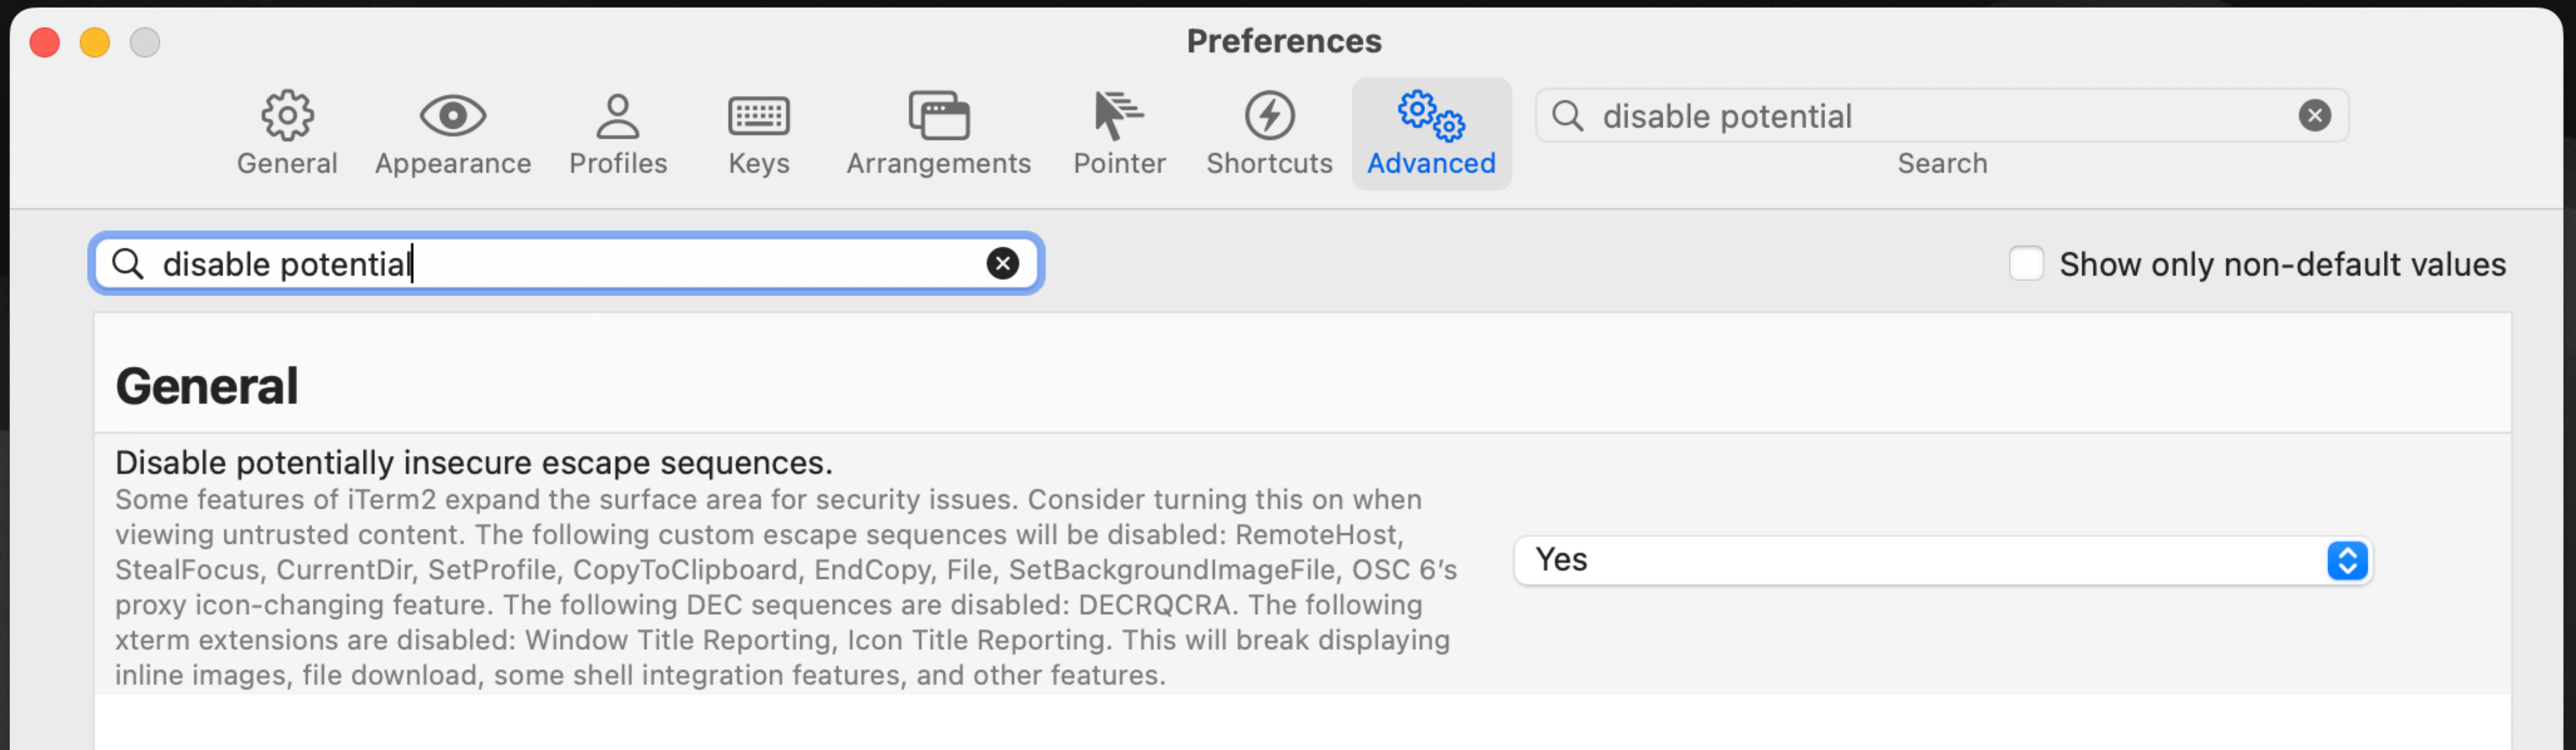 Preferences
General
Appearance
Profiles
Keys
Arrangements
Pointer
Shortcuts
Advanced
disable potential
Search
disable potential
Show only non-default values
General
Disable potentially insecure escape sequences.
Some features of iTerm2 expand the surface area for security issues. Consider turning this on when
viewing untrusted content. The following custom escape sequences will be disabled: RemoteHost,
StealFocus, CurrentDir, SetProfile, CopyToClipboard, EndCopy, File, SetBackgroundImageFile, OSC 6’s
proxy icon-changing feature. The following DEC sequences are disabled: DECRQCRA. The following
xterm extensions are disabled: Window Title Reporting, Icon Title Reporting. This will break displaying
inline images, file download, some shell integration features, and other features.
Yes